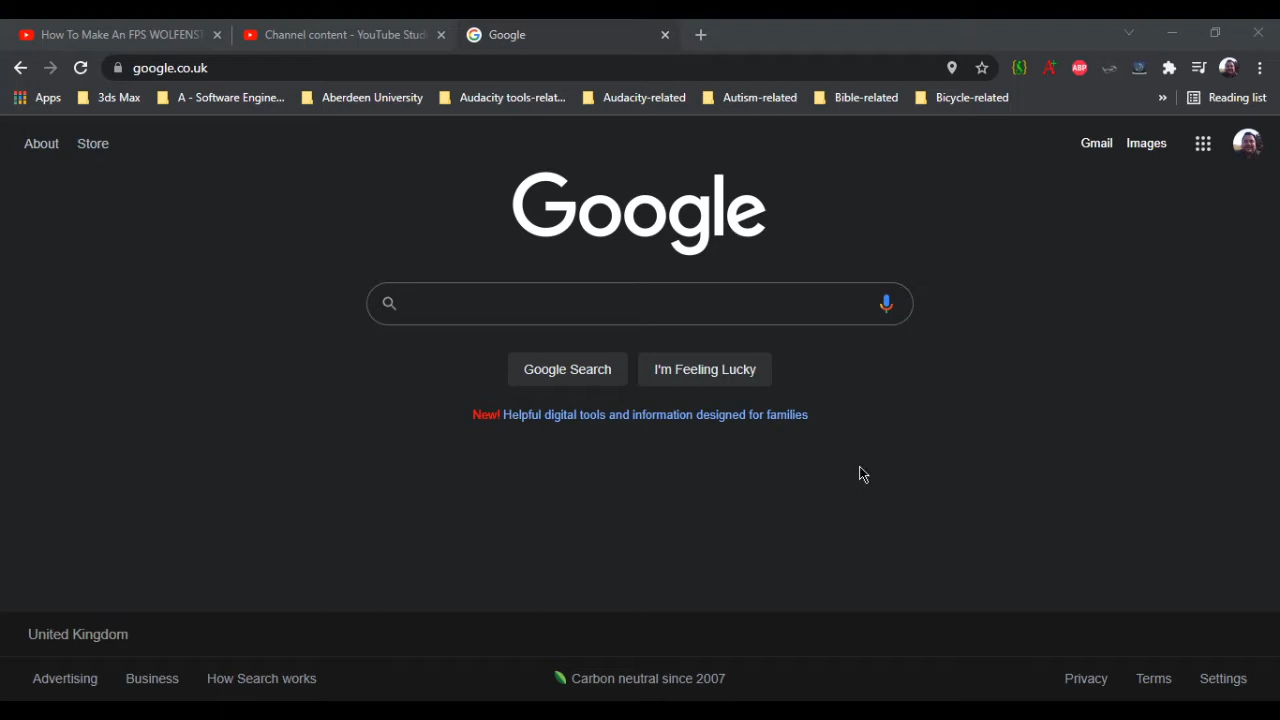 How To Make An FPS WOLFENST
Channel content - YouTube Stud
Google
google.co.uk
ABP
Apps
3ds Max
A - Software Engine...
Aberdeen University
Audacity tools-relat...
Audacity-related
Autism-related
Bible-related
Bicycle-related
»
Reading list
About
Store
Gmail
Images
Google
Google Search
I'm Feeling Lucky
New! Helpful digital tools and information designed for families
United Kingdom
Advertising
Business
How Search works
Carbon neutral since 2007
Privacy
Terms
Settings